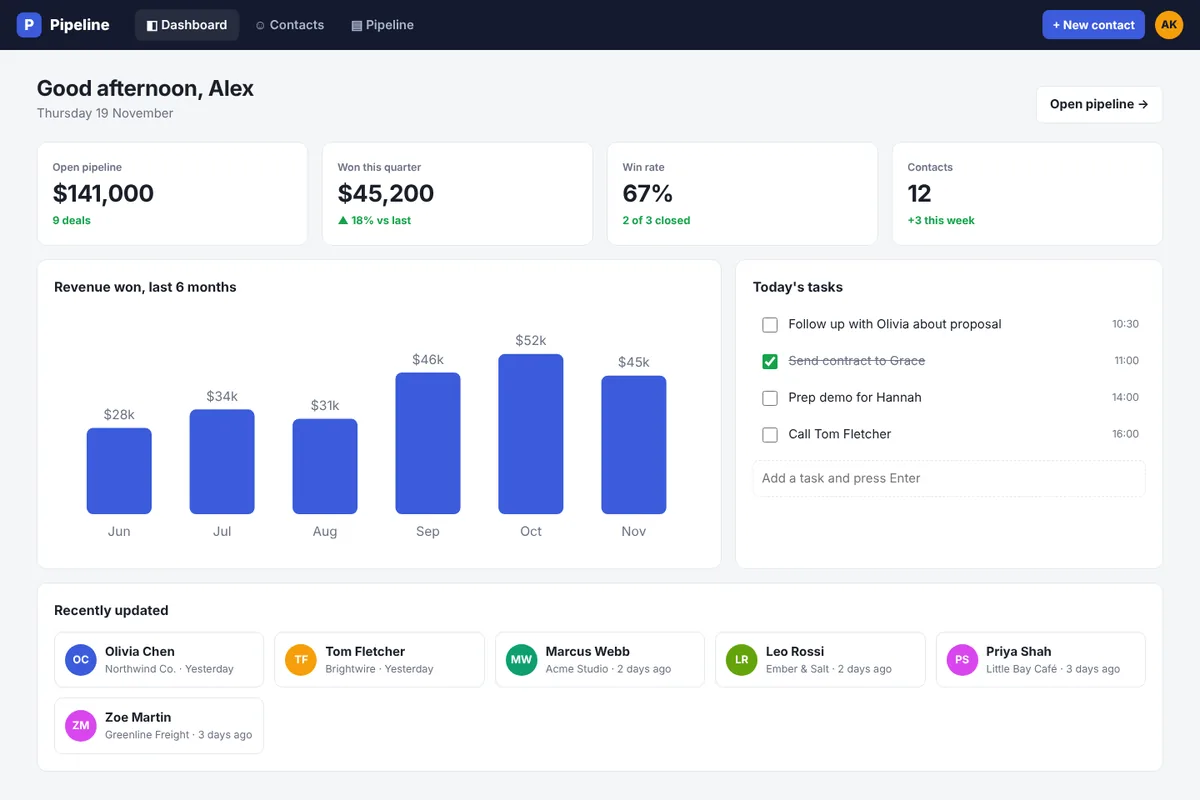 P Pipeline
Dashboard
Contacts
Pipeline
+ New contact
AK
Good afternoon, Alex
Thursday 19 November
Open pipeline →
Open pipeline
$141,000
9 deals
Won this quarter
$45,200
▲ 18% vs last
Win rate
67%
2 of 3 closed
Contacts
12
+3 this week
Revenue won, last 6 months
$28k
$34k
$31k
$46k
$52k
$45k
Jun
Jul
Aug
Sep
Oct
Nov
Today's tasks
Follow up with Olivia about proposal 10:30
Send contract to Grace 11:00
Prep demo for Hannah 14:00
Call Tom Fletcher 16:00
Add a task and press Enter
Recently updated
OC
Olivia Chen
Northwind Co. · Yesterday
TF
Tom Fletcher
Brightwire · Yesterday
MW
Marcus Webb
Acme Studio · 2 days ago
LR
Leo Rossi
Ember & Salt · 2 days ago
PS
Priya Shah
Little Bay Café · 3 days ago
ZM
Zoe Martin
Greenline Freight · 3 days ago